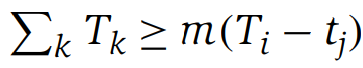 ∑ₖ Tₖ ≥ m(Tᵢ − tⱼ)